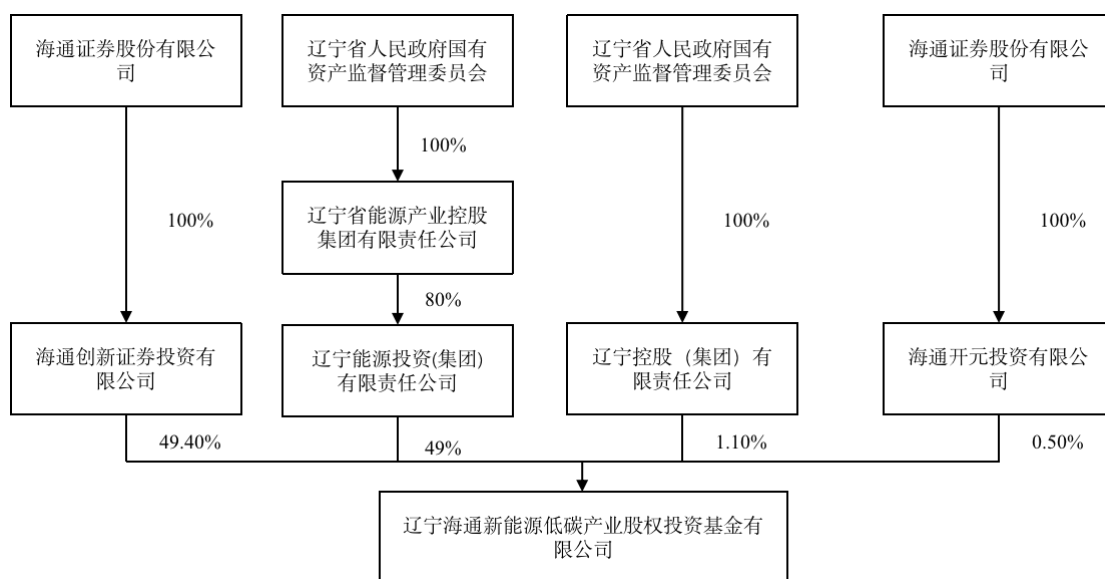 海通证券股份有限公
司
辽宁省人民政府国有
资产监督管理委员会
辽宁省人民政府国有
资产监督管理委员会
海通证券股份有限公
司
100%
辽宁省能源产业控股
集团有限责任公司
100%
100%
100%
80%
海通创新证券投资有
限公司
辽宁能源投资(集团)
有限责任公司
辽宁控股（集团）有
限责任公司
海通开元投资有限公
司
49.40%
49%
1.10%
0.50%
辽宁海通新能源低碳产业股权投资基金有
限公司